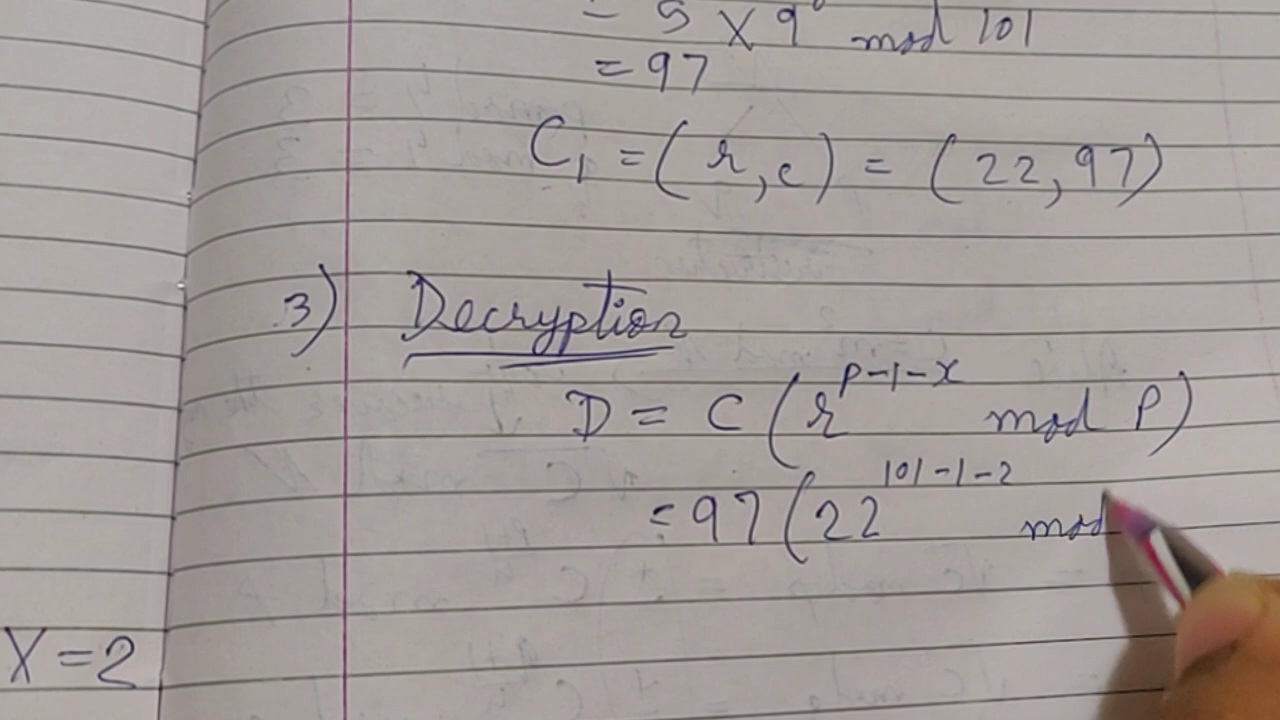 = 5 X 9 mod 101
= 97
C₁ = (r, c) = (22, 97)
3) Decryption
D = C (r^{p-1-x} mod P)
= 97 (22^{101-1-2} mod
X = 2